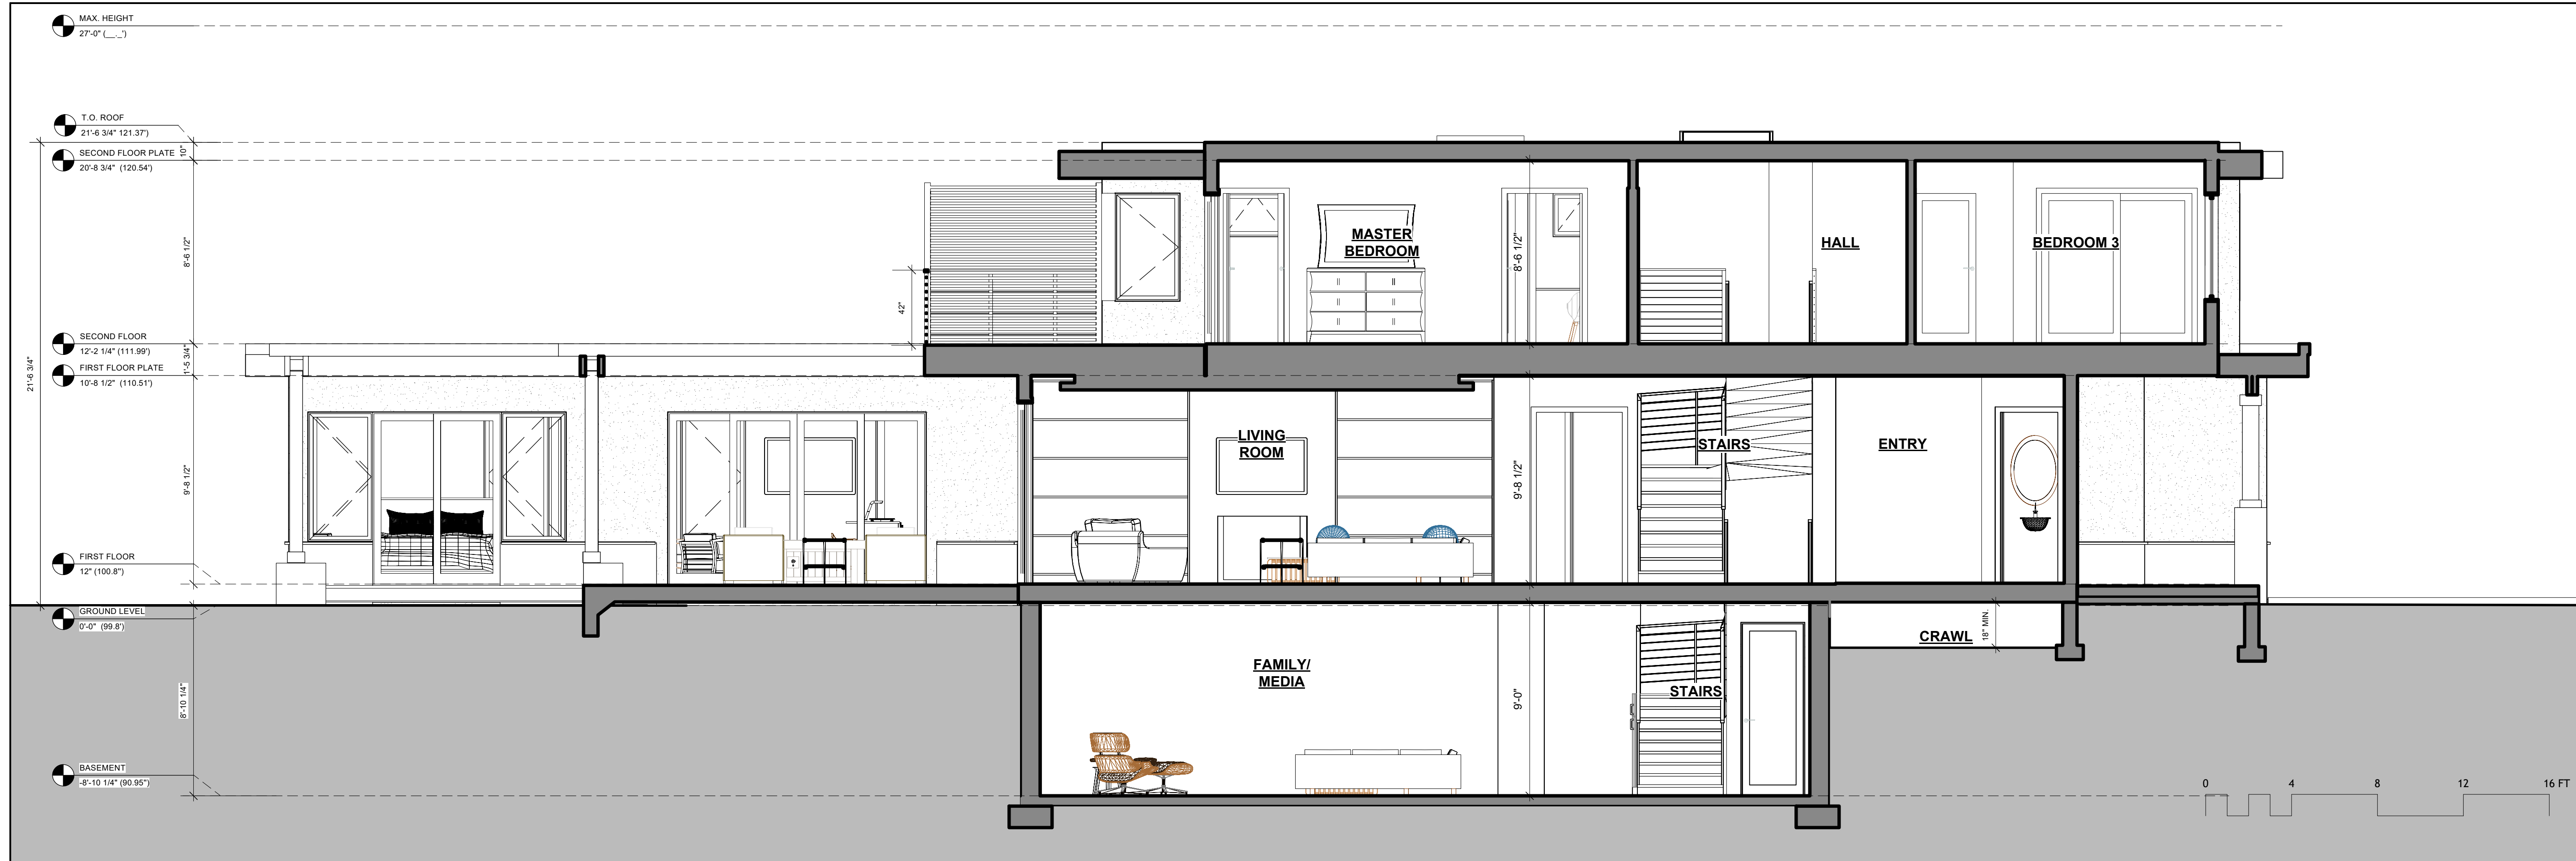 MAX. HEIGHT
27'-0" (__._')
T.O. ROOF
21'-6 3/4" 121.37')
10"
SECOND FLOOR PLATE
20'-8 3/4" (120.54')
8'-6 1/2"
MASTER
BEDROOM
8'-6 1/2"
HALL
BEDROOM 3
42"
SECOND FLOOR
12'-2 1/4" (111.99')
1'-5 3/4"
FIRST FLOOR PLATE
10'-8 1/2" (110.51')
21'-6 3/4"
9'-8 1/2"
LIVING
ROOM
9'-8 1/2"
STAIRS
ENTRY
FIRST FLOOR
12" (100.8")
GROUND LEVEL
0'-0" (99.8')
CRAWL
18" MIN.
FAMILY/
MEDIA
STAIRS
9'-0"
8'-10 1/4"
BASEMENT
-8'-10 1/4" (90.95")
0 4 8 12 16 FT